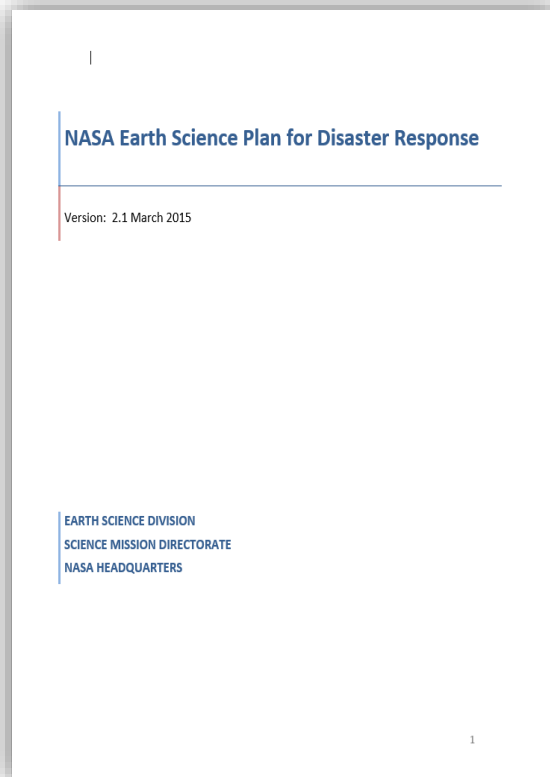 NASA Earth Science Plan for Disaster Response
Version: 2.1 March 2015
EARTH SCIENCE DIVISION
SCIENCE MISSION DIRECTORATE
NASA HEADQUARTERS
1